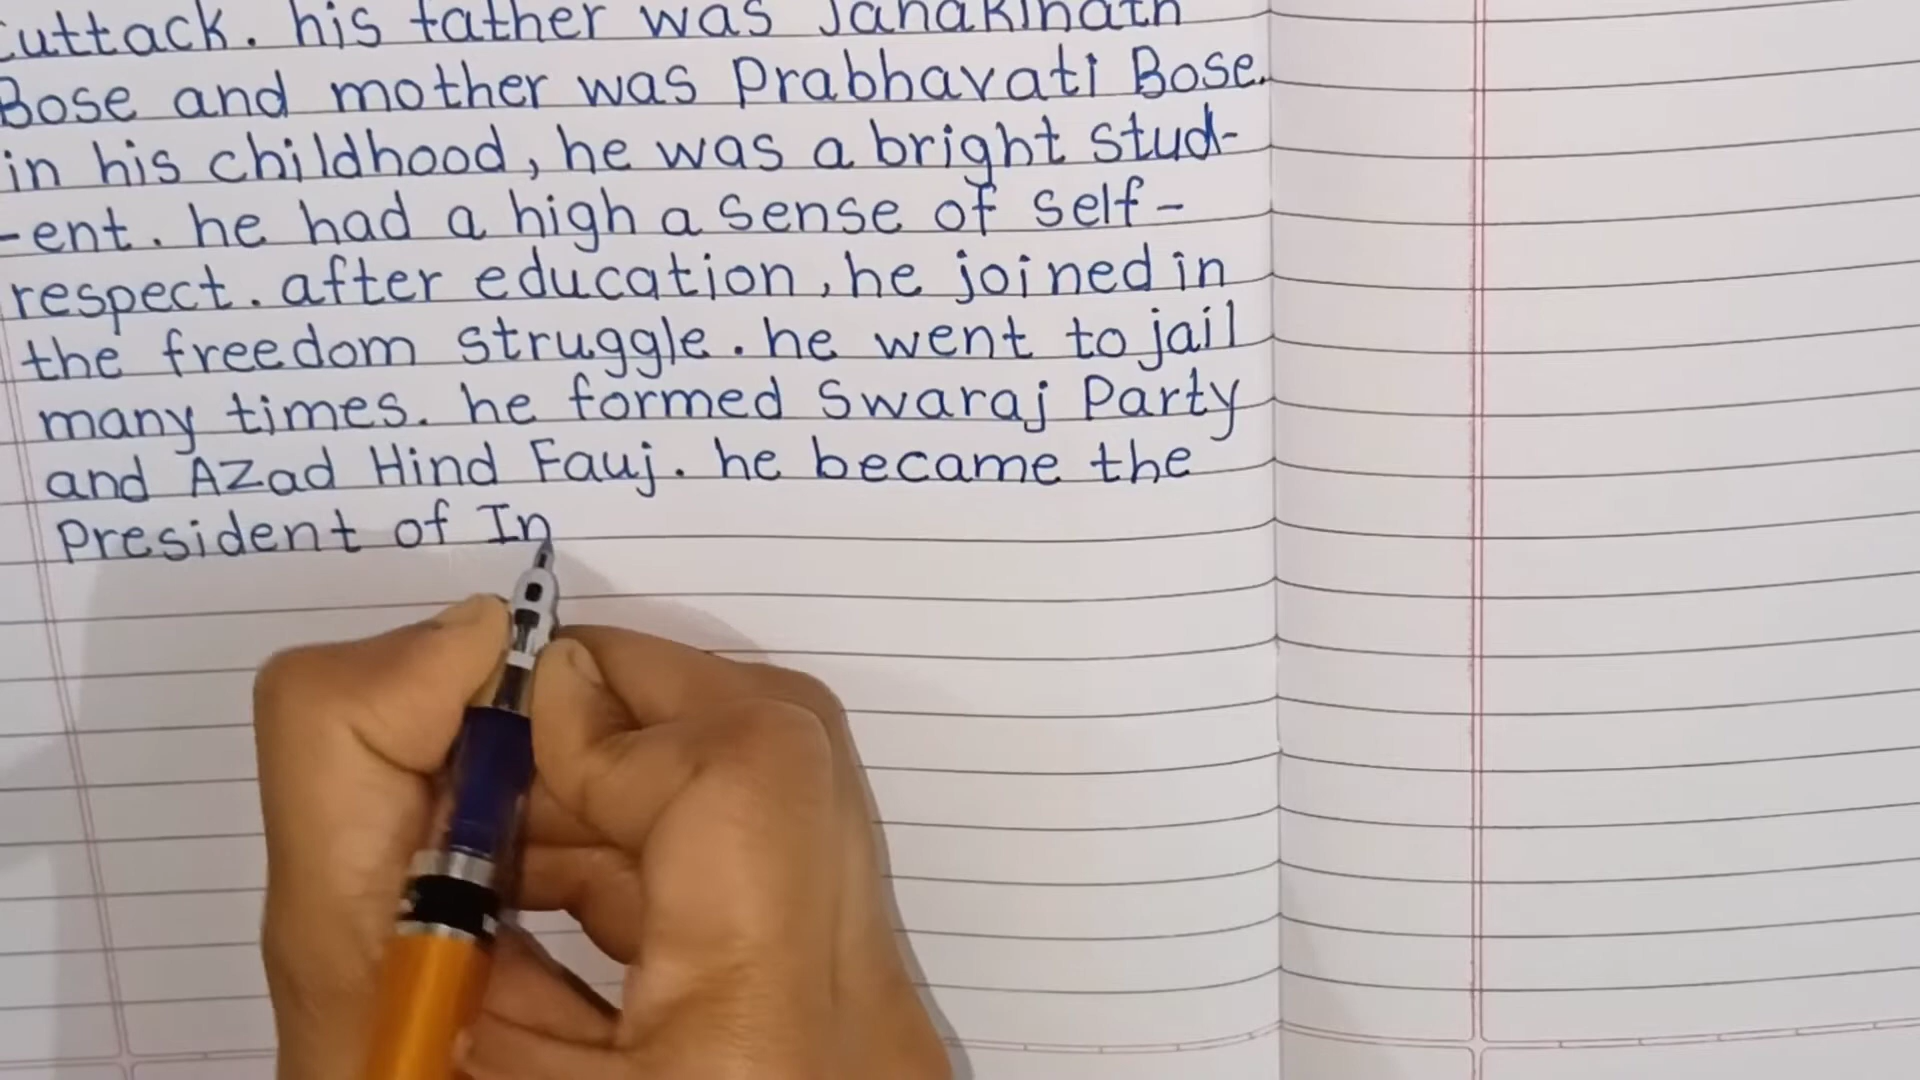 Cuttack. his father was Janakinath
Bose and mother was Prabhavati Bose.
in his childhood, he was a bright stud-
-ent. he had a high a sense of self-
respect. after education, he joined in
the freedom struggle. he went to jail
many times. he formed Swaraj Party
and Azad Hind Fauj. he became the
President of In